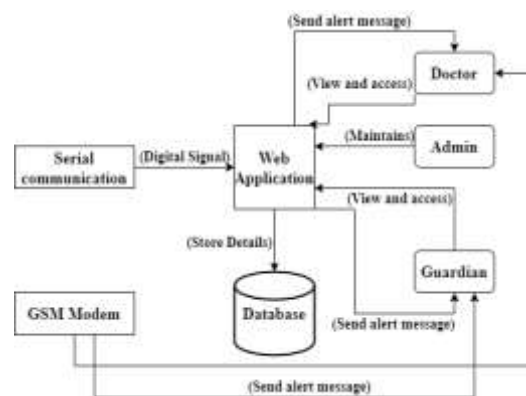 (Send alert message)
Doctor
(View and access)
(Maintains)
Admin
Web
Application
(Digital Signal)
Serial
communication
(View and access)
(Store Details)
Guardian
GSM Modem
Database
(Send alert message)
(Send alert message)